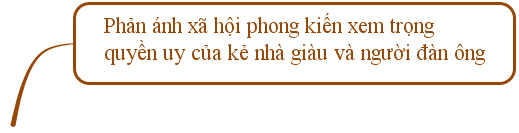 Phản ánh xã hội phong kiến xem trọng
quyền uy của kẻ nhà giàu và người đàn ông